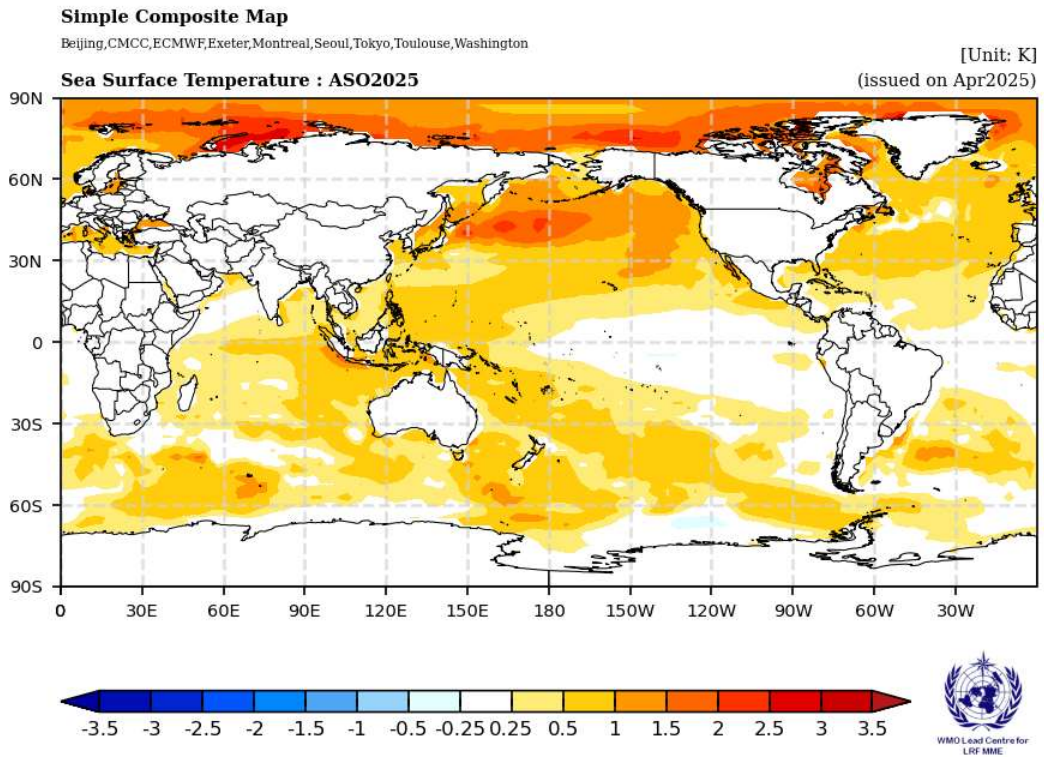 Simple Composite Map
Beijing,CMCC,ECMWF,Exeter,Montreal,Seoul,Tokyo,Toulouse,Washington
[Unit: K]
Sea Surface Temperature : ASO2025
(issued on Apr2025)
90N
60N
30N
0
30S
60S
90S
0 30E 60E 90E 120E 150E 180 150W 120W 90W 60W 30W
-3.5 -3 -2.5 -2 -1.5 -1 -0.5 -0.25 0.25 0.5 1 1.5 2 2.5 3 3.5
WMO Lead Centre for
LRF MME